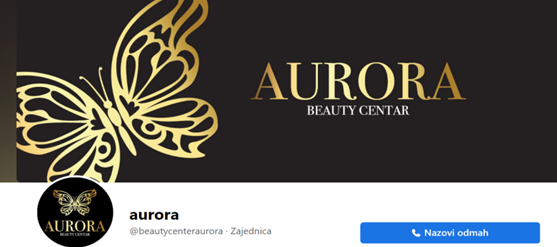 AURORA
BEAUTY CENTAR
AURORA
BEAUTY CENTAR
aurora
@beautycenteraurora · Zajednica
Nazovi odmah